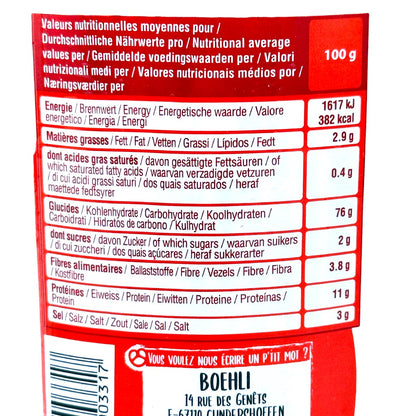 Valeurs nutritionnelles moyennes pour /
Durchschnittliche Nährwerte pro / Nutritional average
values per / Gemiddelde voedingswaarden per / Valori
nutrizionali medi per / Valores nutricionais médios por /
Næringsværdier per
100 g
Energie / Brennwert / Energy / Energetische waarde / Valore
energetico / Energia / Energi
1617 kJ
382 kcal
Matières grasses / Fett / Fat / Vetten / Grassi / Lípidos / Fedt
2.9 g
dont acides gras saturés / davon gesättigte Fettsäuren / of
which saturated fatty acids / waarvan verzadigde vetzuren
/ di cui acidi grassi saturi / dos quais saturados / heraf
maettede fedtsyrer
0.4 g
Glucides / Kohlenhydrate / Carbohydrate / Koolhydraten /
Carboidrati / Hidratos de carbono / Kulhydrat
76 g
dont sucres / davon Zucker / of which sugars / waarvan suikers
/ di cui zuccheri / dos quais açucares / heraf sukkerarter
2 g
Fibres alimentaires / Ballaststoffe / Fibre / Vezels / Fibre / Fibra
/ Kostfibre
3.8 g
Protéines / Eiweiss / Protein / Eiwitten / Proteine / Proteínas /
Protein
11 g
Sel / Salz / Salt / Zout / Sale / Sal / Salt
3 g
VOUS VOULEZ NOUS ÉCRIRE UN P'TIT MOT ?
BOEHLI
14 RUE DES GENÊTS
F-67110 GUNDERSHOFFEN
03317